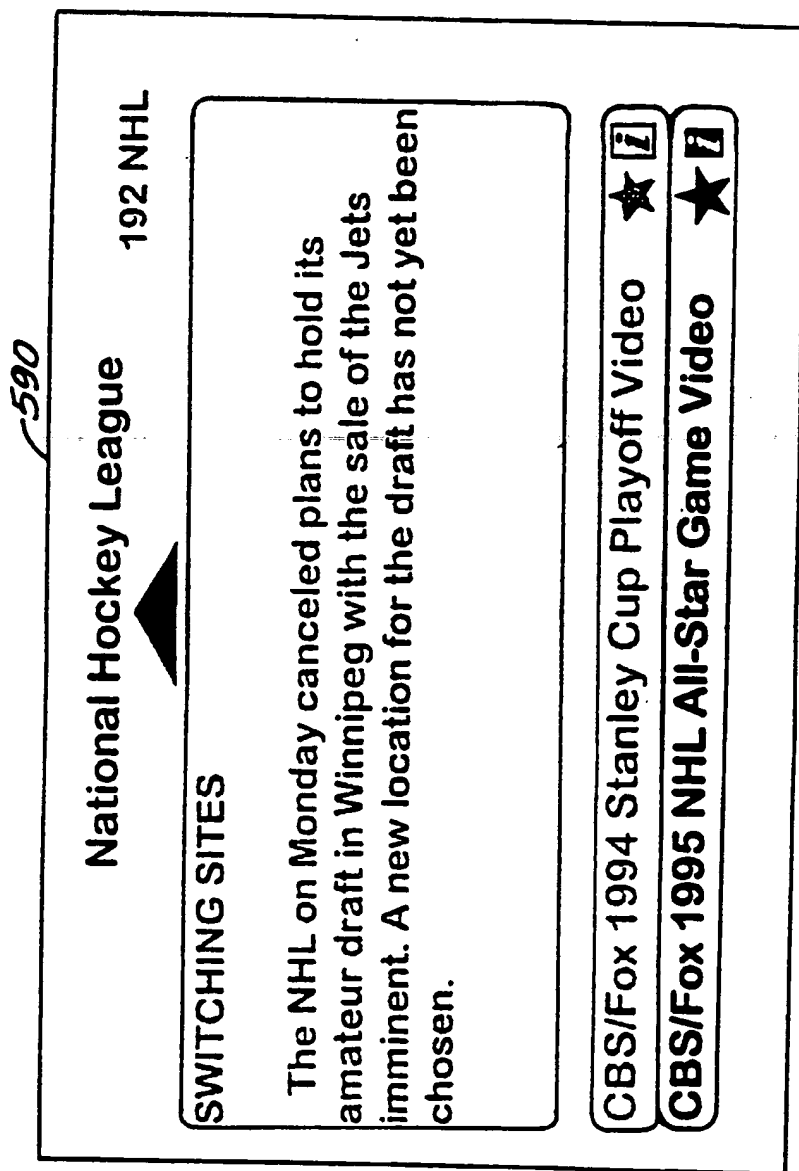 590
National Hockey League 192 NHL
SWITCHING SITES
The NHL on Monday canceled plans to hold its
amateur draft in Winnipeg with the sale of the Jets
imminent. A new location for the draft has not yet been
chosen.
CBS/Fox 1994 Stanley Cup Playoff Video i
CBS/Fox 1995 NHL All-Star Game Video i